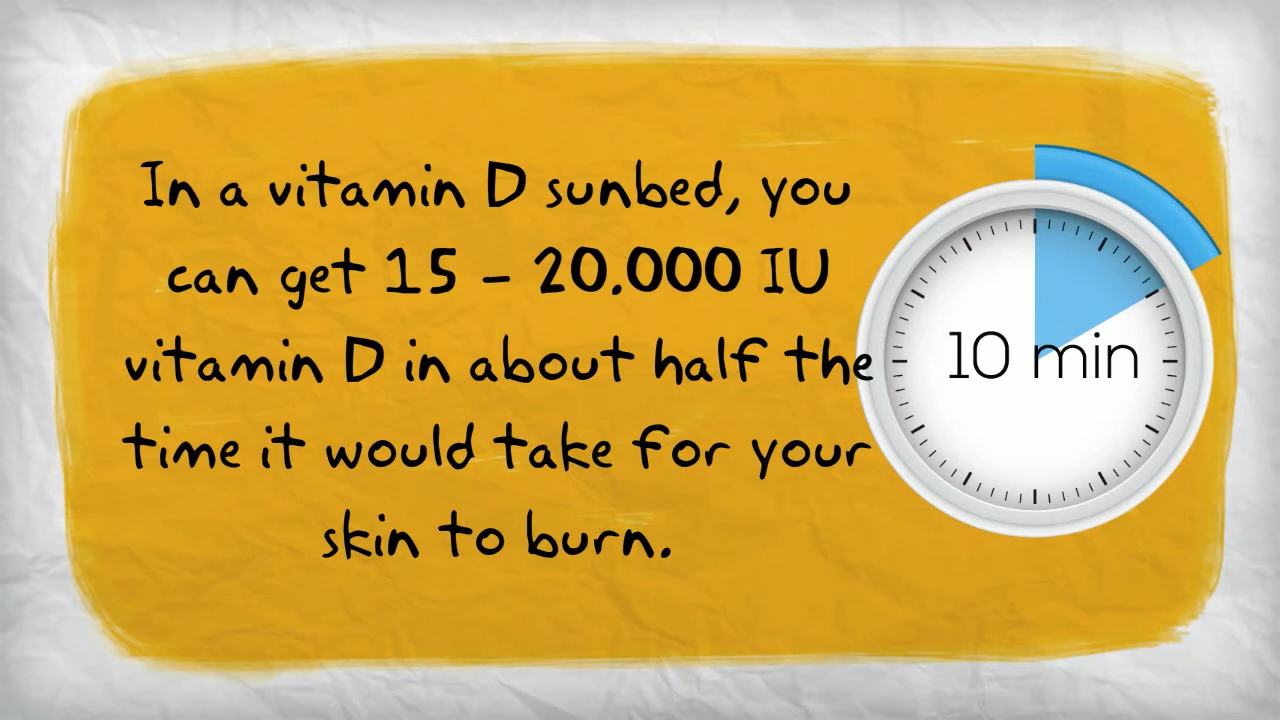 In a vitamin D sunbed, you
can get 15 - 20.000 IU
vitamin D in about half the
time it would take for your
skin to burn.
10 min